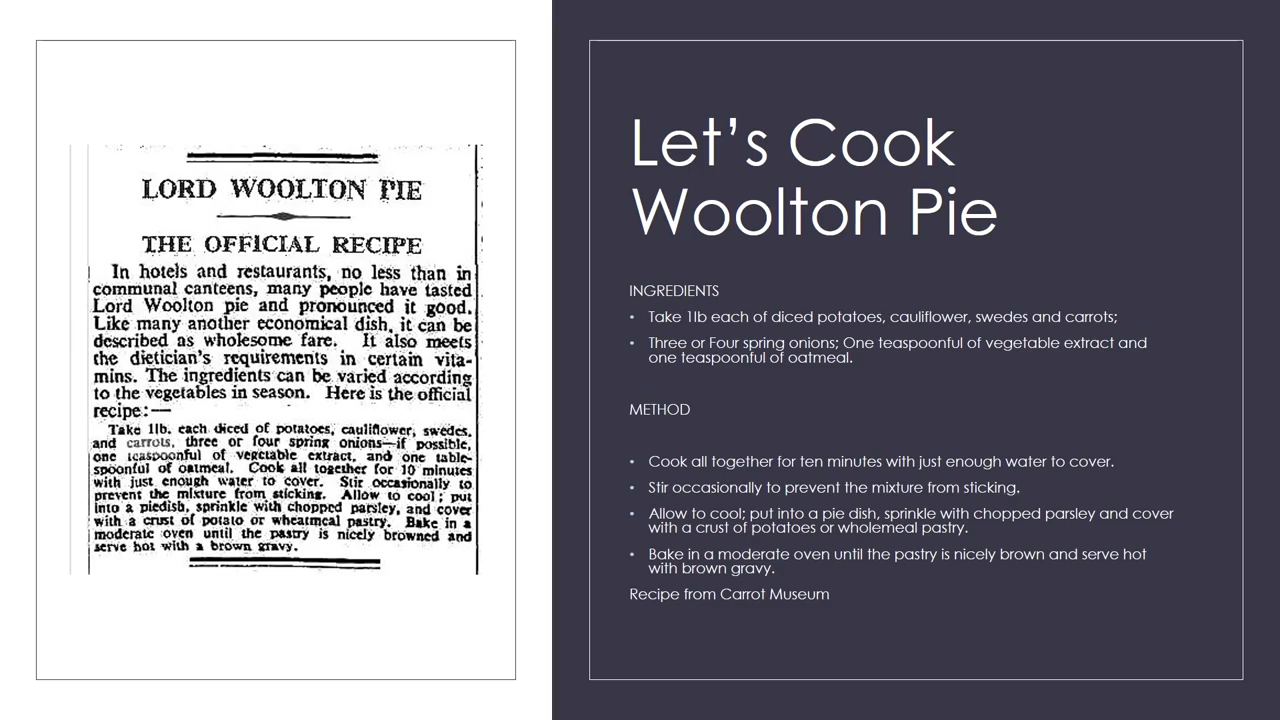 LORD WOOLTON PIE
THE OFFICIAL RECIPE
In hotels and restaurants, no less than in
communal canteens, many people have tasted
Lord Woolton pie and pronounced it good.
Like many another economical dish, it can be
described as wholesome fare. It also meets
the dietician's requirements in certain vita-
mins. The ingredients can be varied according
to the vegetables in season. Here is the official
recipe:—
Take 1lb. each diced of potatoes, cauliflower, swedes,
and carrots, three or four spring onions—if possible,
one teaspoonful of vegetable extract, and one table-
spoonful of oatmeal. Cook all together for 10 minutes
with just enough water to cover. Stir occasionally to
prevent the mixture from sticking. Allow to cool; put
into a piedish, sprinkle with chopped parsley, and cover
with a crust of potato or wheatmeal pastry. Bake in a
moderate oven until the pastry is nicely browned and
serve hot with a brown gravy.
Let's Cook
Woolton Pie
INGREDIENTS
• Take 1lb each of diced potatoes, cauliflower, swedes and carrots;
• Three or Four spring onions; One teaspoonful of vegetable extract and
one teaspoonful of oatmeal.
METHOD
• Cook all together for ten minutes with just enough water to cover.
• Stir occasionally to prevent the mixture from sticking.
• Allow to cool; put into a pie dish, sprinkle with chopped parsley and cover
with a crust of potatoes or wholemeal pastry.
• Bake in a moderate oven until the pastry is nicely brown and serve hot
with brown gravy.
Recipe from Carrot Museum